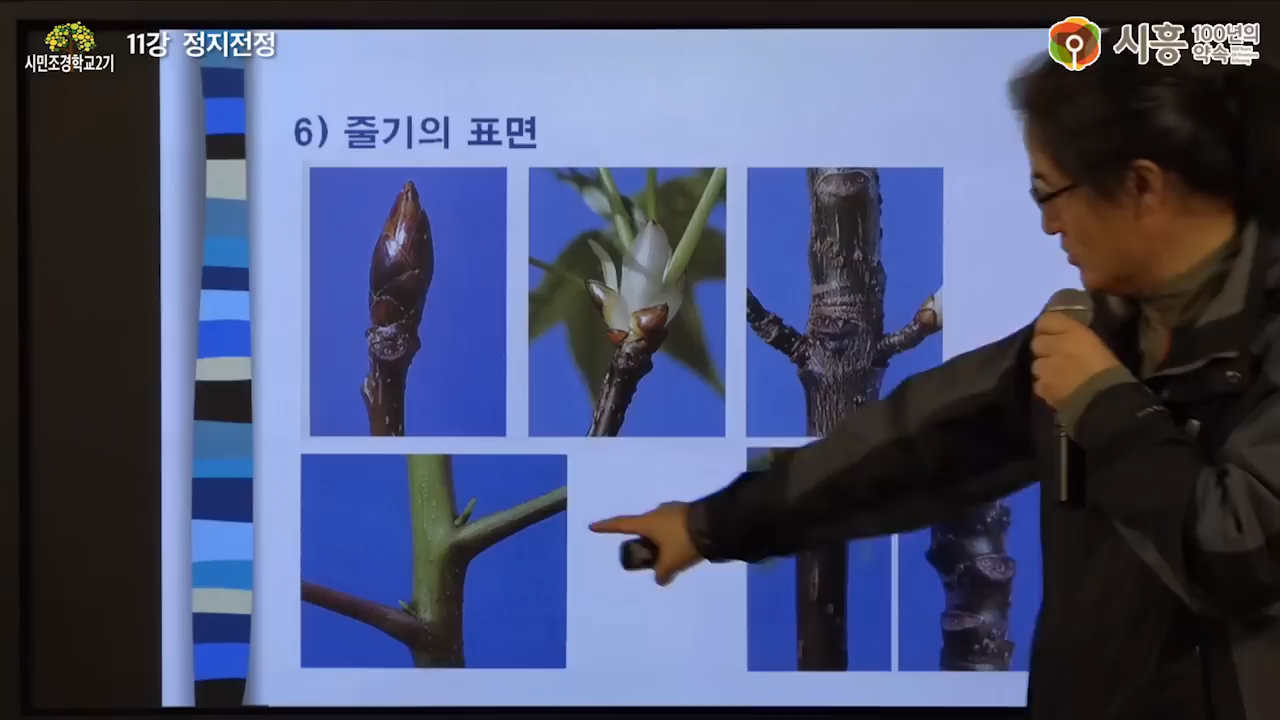 시민조경학교2기
11강 정지전정
시흥 100년의
약속
6) 줄기의 표면